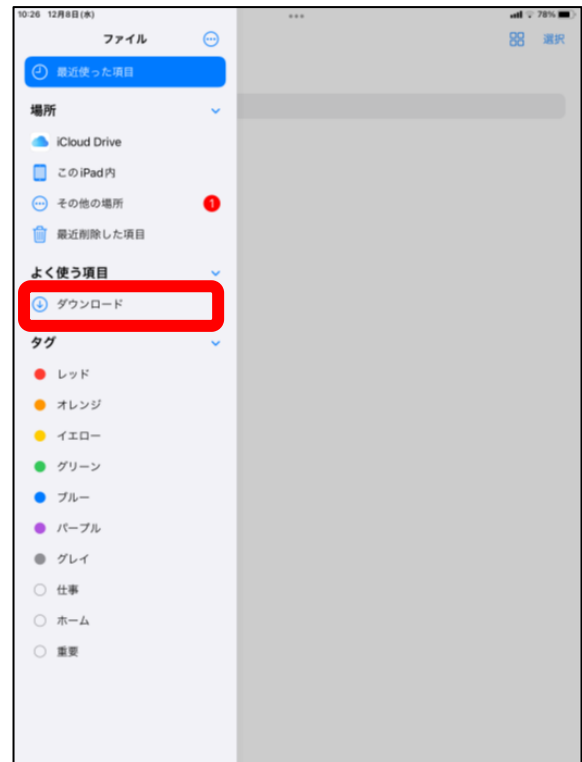 10:26 12月8日(水)
78%
ファイル
選択
最近使った項目
場所
iCloud Drive
このiPad内
その他の場所
1
最近削除した項目
よく使う項目
ダウンロード
タグ
レッド
オレンジ
イエロー
グリーン
ブルー
パープル
グレイ
仕事
ホーム
重要